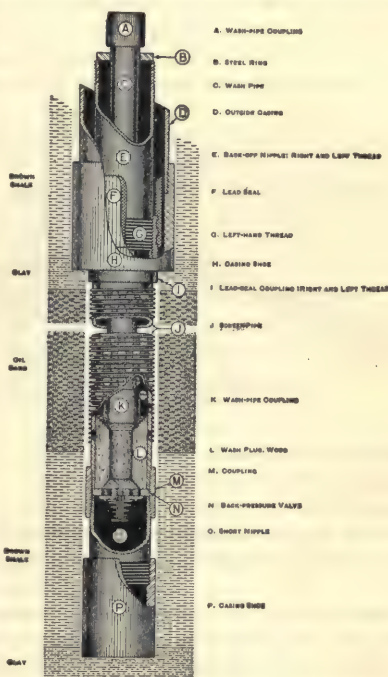 A. WASH-PIPE COUPLING
B. STEEL RING
C. WASH PIPE
D. OUTSIDE CASING
E. BACK-OFF NIPPLE; RIGHT AND LEFT THREAD
F. LEAD SEAL
G. LEFT-HAND THREAD
H. CASING SHOE
I. LEAD-SEAL COUPLING (RIGHT AND LEFT THREAD
J. SCREEN PIPE
K. WASH-PIPE COUPLING
L. WASH PLUG, WOOD
M. COUPLING
N. BACK-PRESSURE VALVE
O. SHORT NIPPLE
P. CASING SHOE
BROWN
SHALE
CLAY
OIL
SAND
BROWN
SHALE
CLAY
A
B
C
D
E
F
G
H
I
J
K
L
M
N
P